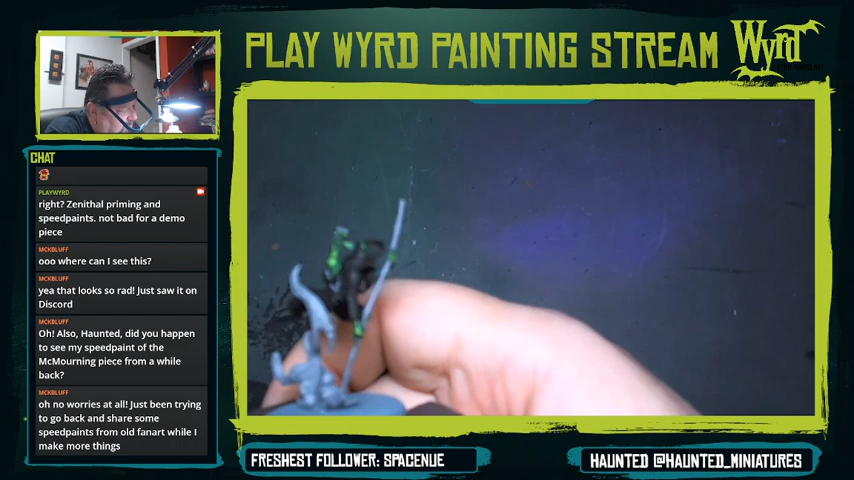 PLAY WYRD PAINTING STREAM
Wyrd
CHAT
PLAYWYRD
right? Zenithal priming and
speedpaints. not bad for a demo
piece
MCKBLUFF
ooo where can I see this?
MCKBLUFF
yea that looks so rad! Just saw it on
Discord
MCKBLUFF
Oh! Also, Haunted, did you happen
to see my speedpaint of the
McMourning piece from a while
back?
MCKBLUFF
oh no worries at all! Just been trying
to go back and share some
speedpaints from old fanart while I
make more things
FRESHEST FOLLOWER: SPACENUE
HAUNTED @HAUNTED_MINIATURES